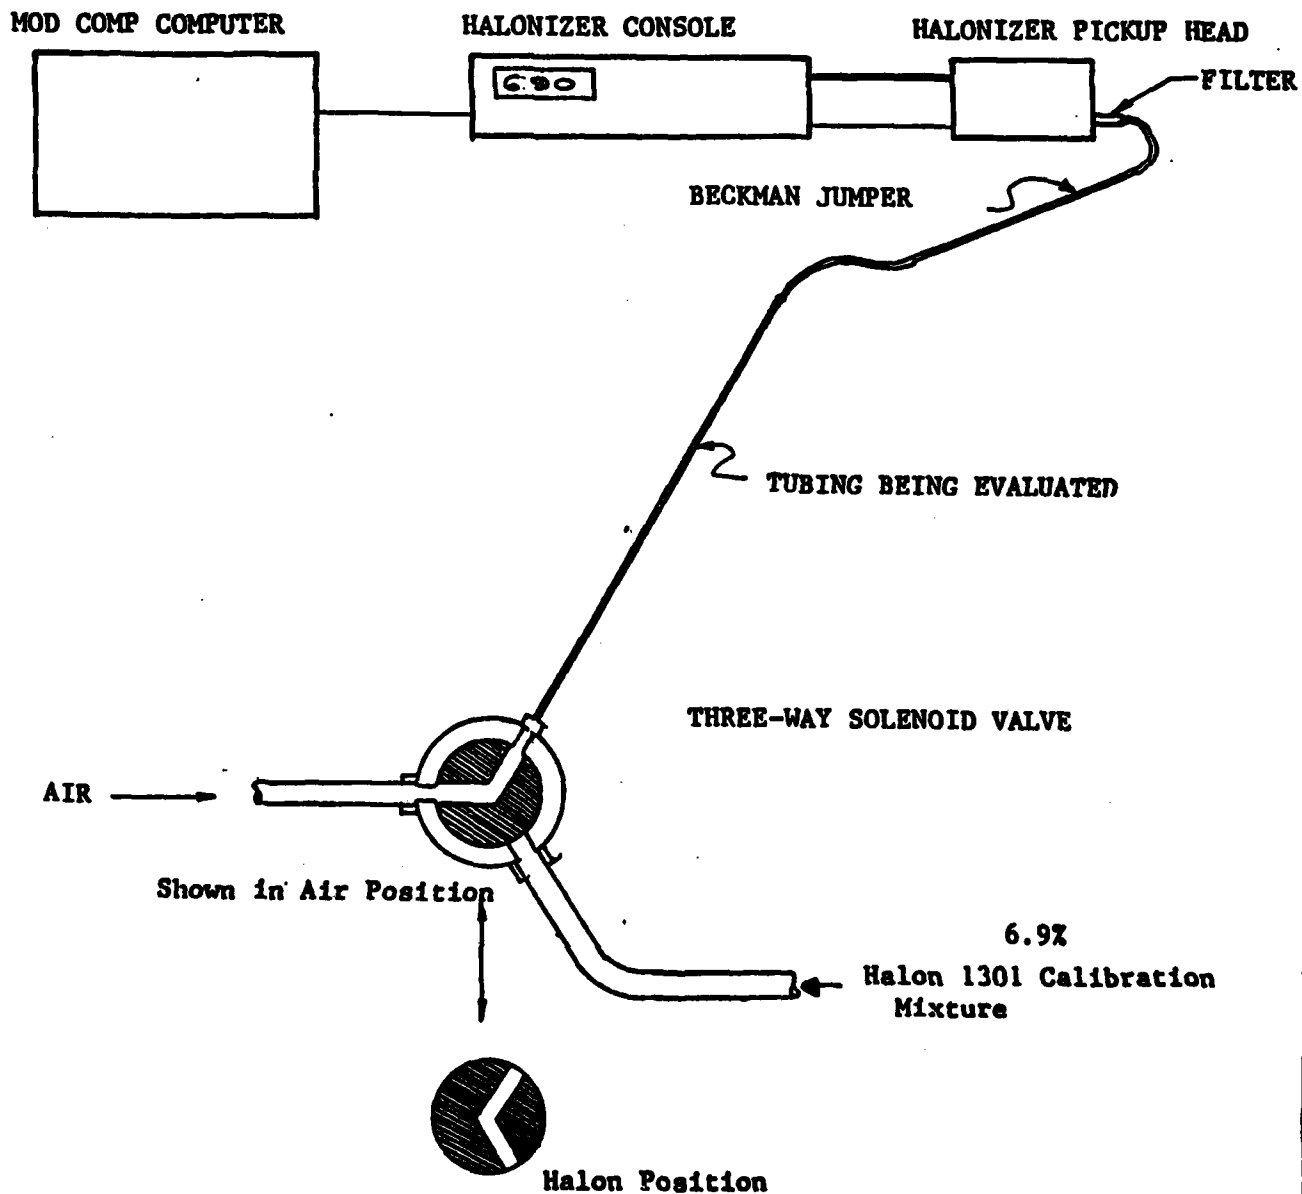 MOD COMP COMPUTER
HALONIZER CONSOLE
HALONIZER PICKUP HEAD
6.90
FILTER
BECKMAN JUMPER
TUBING BEING EVALUATED
THREE-WAY SOLENOID VALVE
AIR
Shown in Air Position
6.9%
Halon 1301 Calibration
Mixture
Halon Position